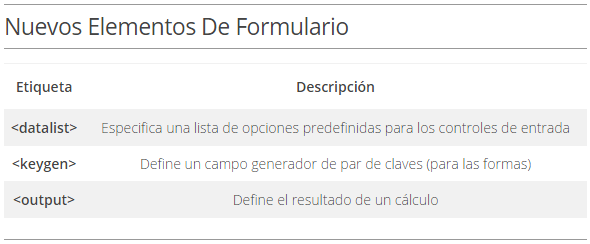 Nuevos Elementos De Formulario
Etiqueta Descripción
<datalist> Especifica una lista de opciones predefinidas para los controles de entrada
<keygen> Define un campo generador de par de claves (para las formas)
<output> Define el resultado de un cálculo